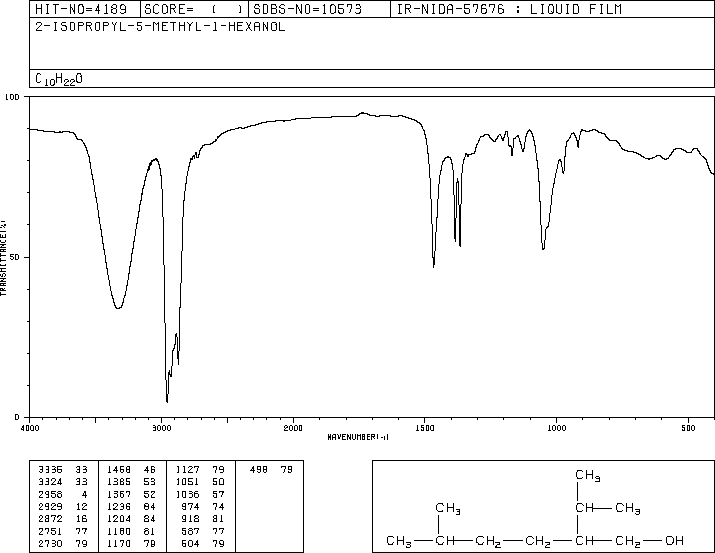 HIT-NO=4189 SCORE= ( ) SDBS-NO=10573 IR-NIDA-57676 : LIQUID FILM
2-ISOPROPYL-5-METHYL-1-HEXANOL
C10H22O
100
50
0
TRANSMITTANCE(%)
4000 3000 2000 1500 1000 500
WAVENUMBER(-1)
3336 33 1468 46 1127 79 498 79
3324 33 1385 53 1051 50
2958 4 1367 52 1036 57
2929 12 1236 84 974 74
2872 16 1204 84 918 81
2751 77 1180 81 587 77
2730 79 1170 79 504 79
CH3
CH3 CH—CH3
CH3—CH—CH2—CH2—CH—CH2—OH